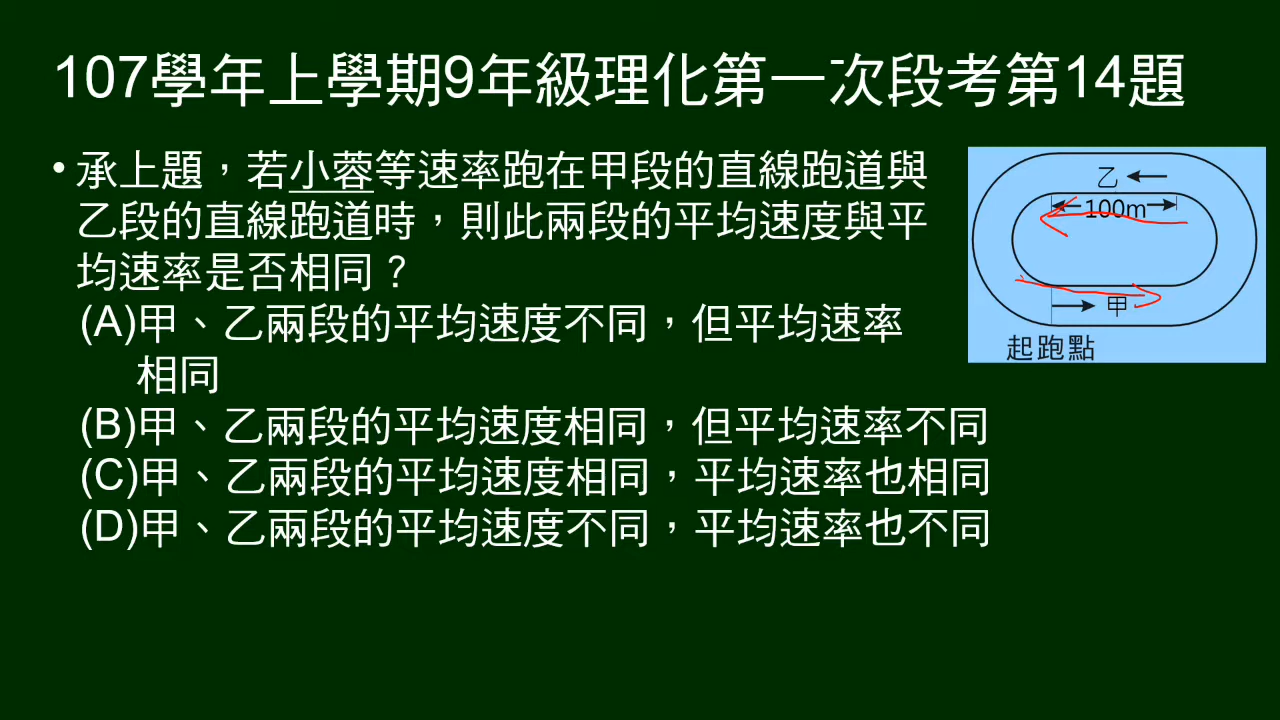 107學年上學期9年級理化第一次段考第14題
• 承上題，若小蓉等速率跑在甲段的直線跑道與
乙段的直線跑道時，則此兩段的平均速度與平
均速率是否相同？
(A)甲、乙兩段的平均速度不同，但平均速率
相同
(B)甲、乙兩段的平均速度相同，但平均速率不同
(C)甲、乙兩段的平均速度相同，平均速率也相同
(D)甲、乙兩段的平均速度不同，平均速率也不同
乙
100m
甲
起跑點